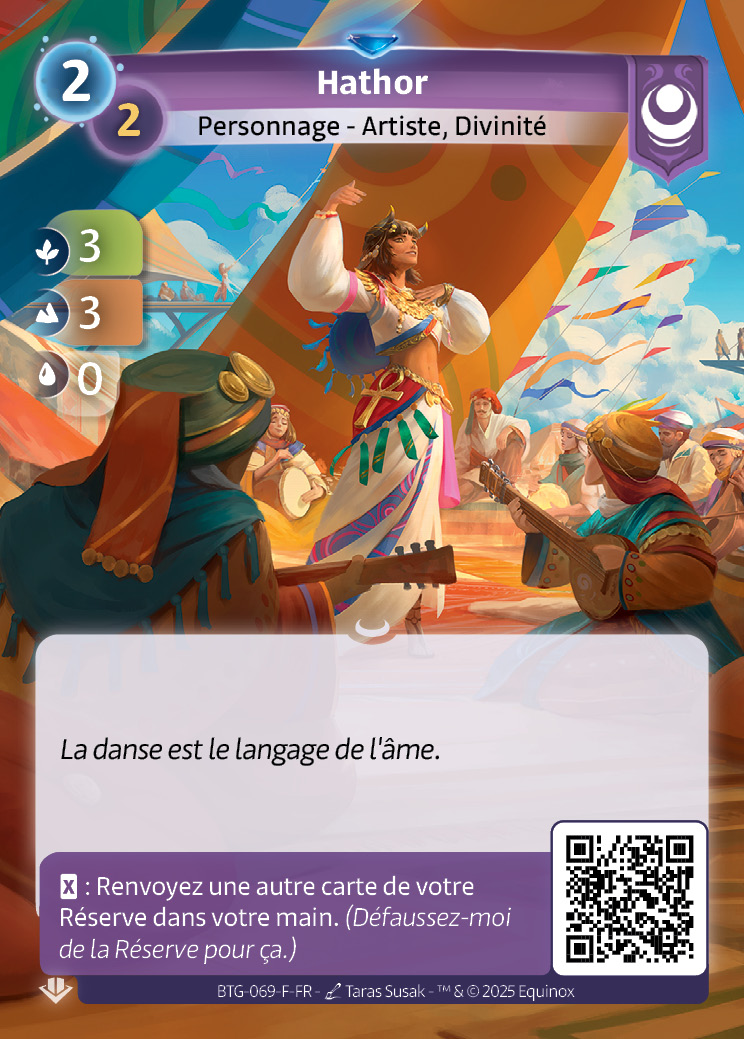 2
Hathor
2
Personnage - Artiste, Divinité
3
3
0
La danse est le langage de l'âme.
X : Renvoyez une autre carte de votre
Réserve dans votre main. (Défaussez-moi
de la Réserve pour ça.)
BTG-069-F-FR - Taras Susak - ™ & © 2025 Equinox